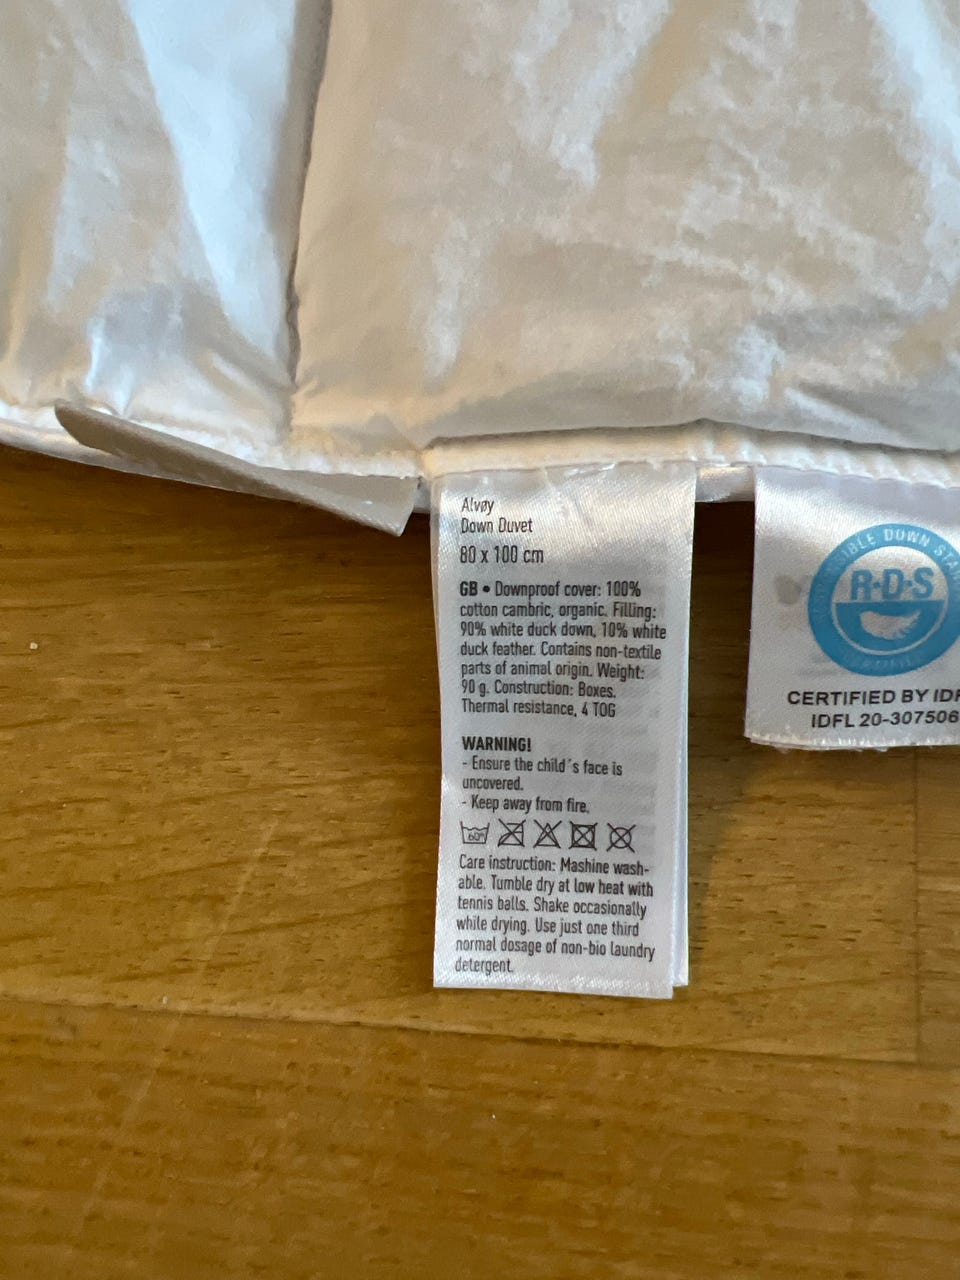 Alvøy
Down Duvet
80 x 100 cm
GB • Downproof cover: 100%
cotton cambric, organic. Filling:
90% white duck down, 10% white
duck feather. Contains non-textile
parts of animal origin. Weight:
90 g. Construction: Boxes.
Thermal resistance, 4 TOG
WARNING!
- Ensure the child´s face is
uncovered.
- Keep away from fire.
60°
Care instruction: Mashine wash-
able. Tumble dry at low heat with
tennis balls. Shake occasionally
while drying. Use just one third
normal dosage of non-bio laundry
detergent.
DOWN
R·D·S
CERTIFIED BY
IDFL 20-307506